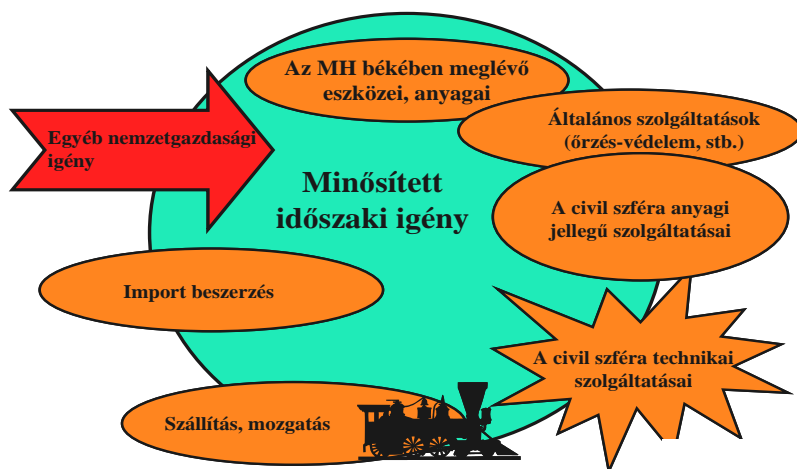 Az MH békében meglévő
eszközei, anyagai
Általános szolgáltatások
(őrzés-védelem, stb.)
Egyéb nemzetgazdasági
igény
Minősített
időszaki igény
A civil szféra anyagi
jellegű szolgáltatásai
Import beszerzés
A civil szféra technikai
szolgáltatásai
Szállítás, mozgatás